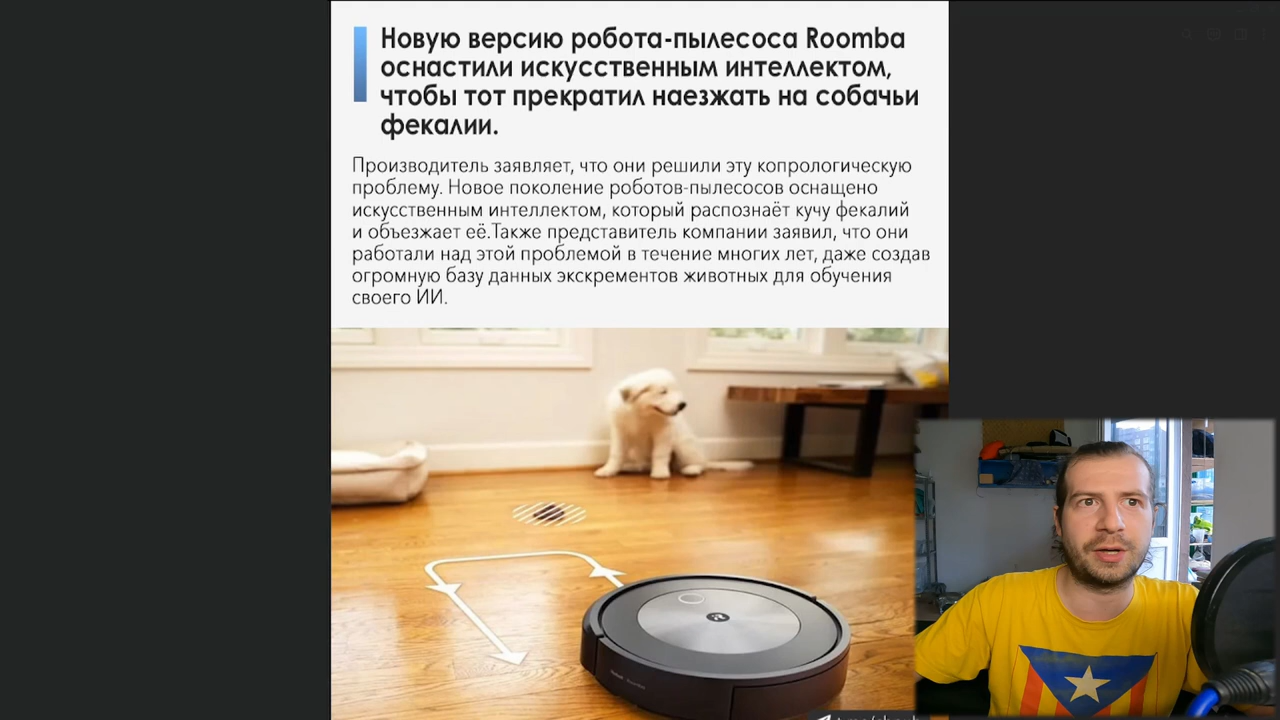 Новую версию робота-пылесоса Roomba
оснастили искусственным интеллектом,
чтобы тот прекратил наезжать на собачьи
фекалии.
Производитель заявляет, что они решили эту копрологическую
проблему. Новое поколение роботов-пылесосов оснащено
искусственным интеллектом, который распознаёт кучу фекалий
и объезжает её.Также представитель компании заявил, что они
работали над этой проблемой в течение многих лет, даже создав
огромную базу данных экскрементов животных для обучения
своего ИИ.